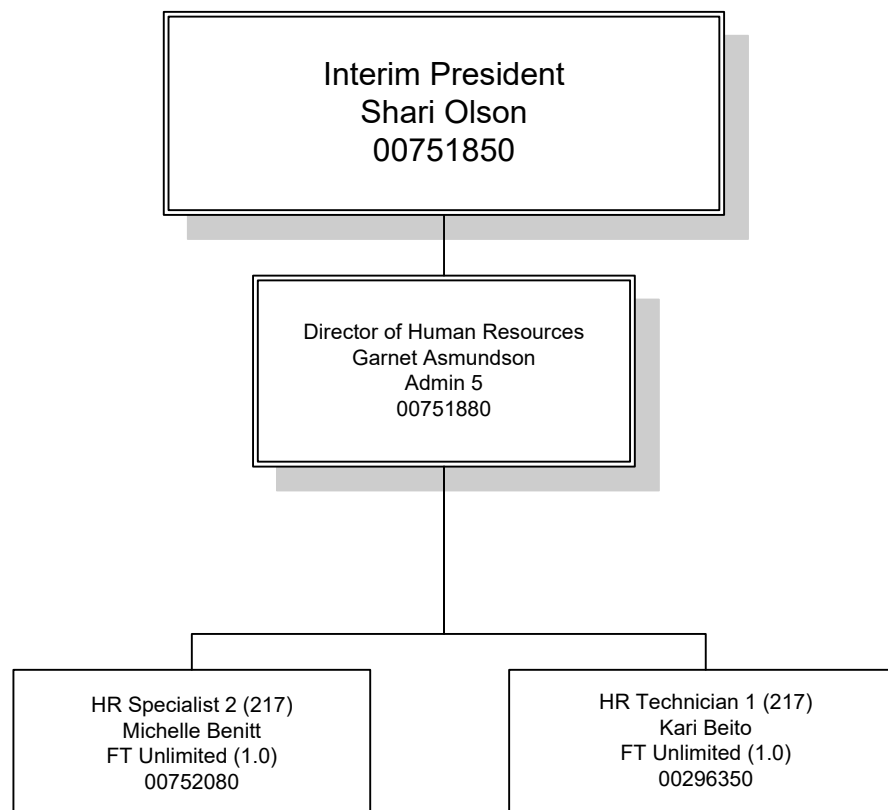 Interim President
Shari Olson
00751850
Director of Human Resources
Garnet Asmundson
Admin 5
00751880
HR Specialist 2 (217)
Michelle Benitt
FT Unlimited (1.0)
00752080
HR Technician 1 (217)
Kari Beito
FT Unlimited (1.0)
00296350